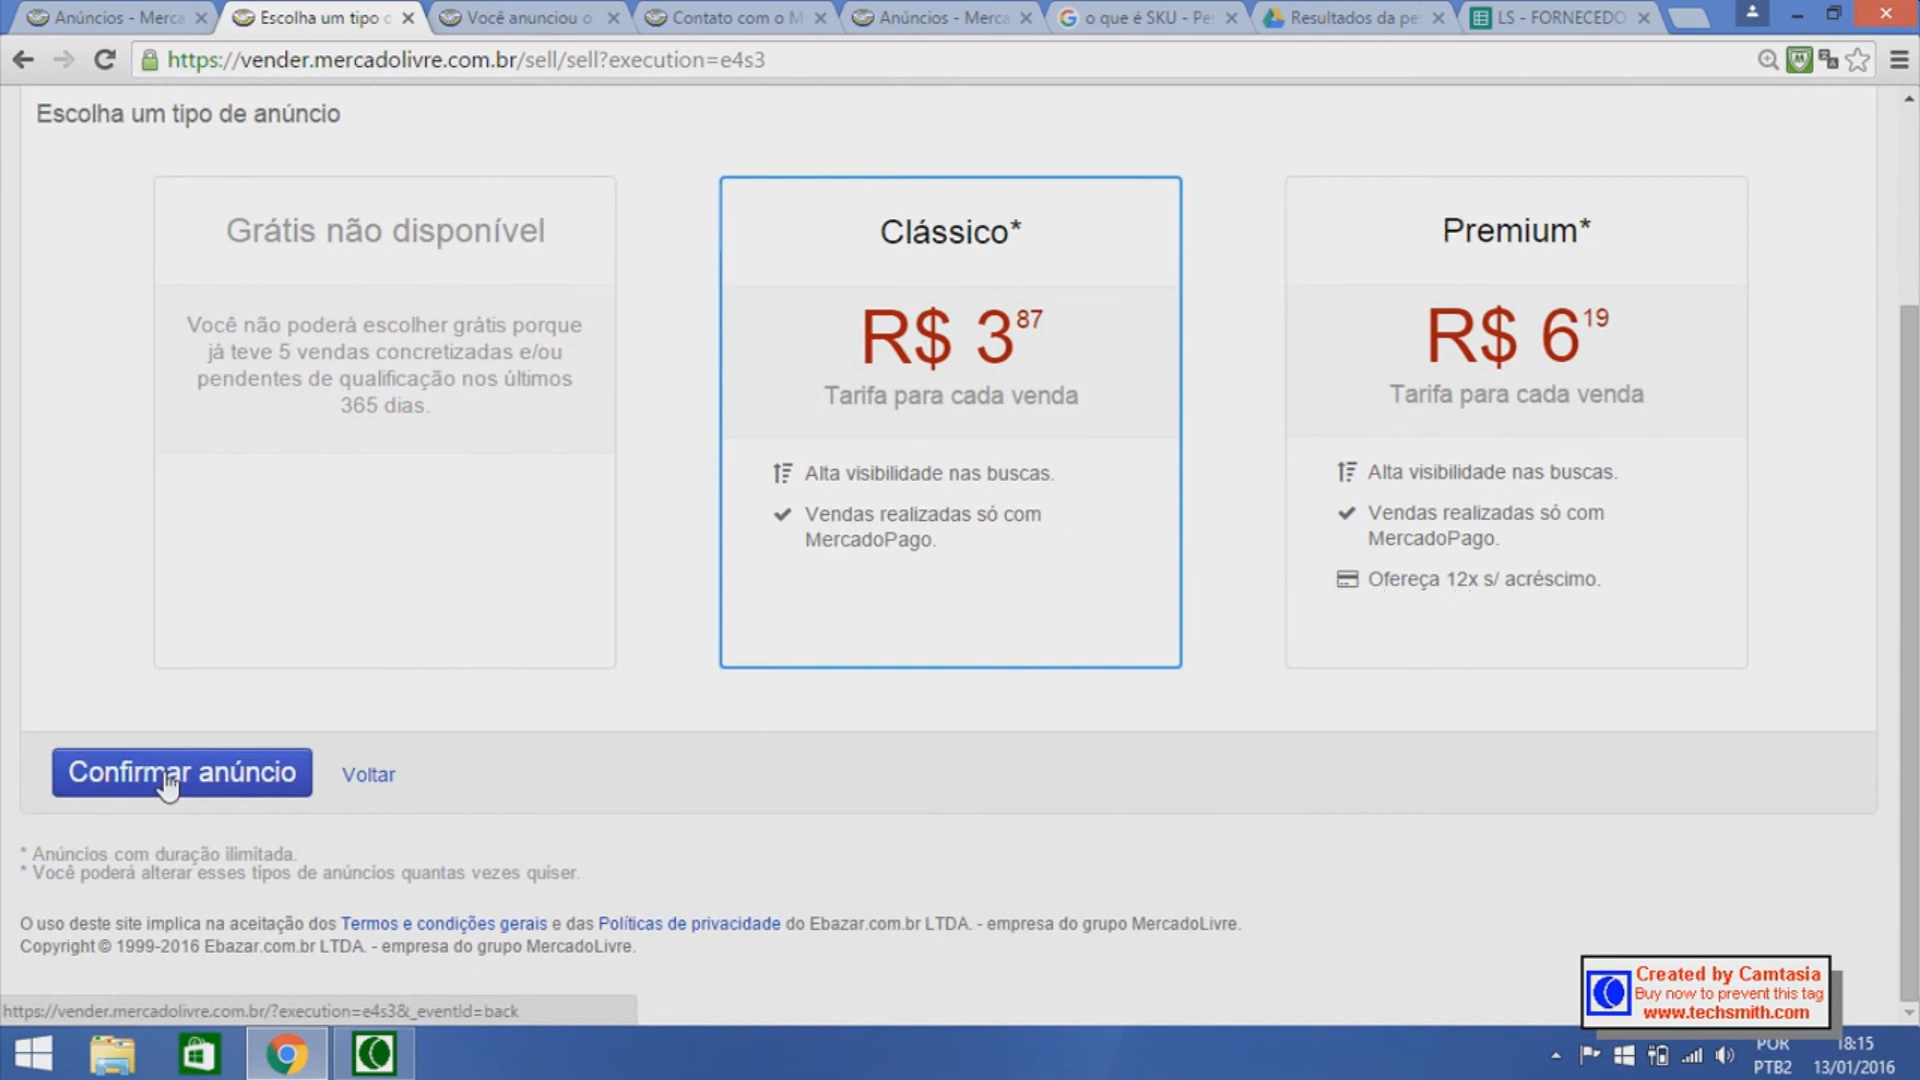 Anúncios - Merca
Escolha um tipo
Você anunciou o
Contato com o M
Anúncios - Merca
o que é SKU - Pe
Resultados da pe
LS - FORNECEDO
https://vender.mercadolivre.com.br/sell/sell?execution=e4s3
Escolha um tipo de anúncio
Grátis não disponível
Você não poderá escolher grátis porque
já teve 5 vendas concretizadas e/ou
pendentes de qualificação nos últimos
365 dias.
Clássico*
R$ 3 87
Tarifa para cada venda
Alta visibilidade nas buscas.
Vendas realizadas só com
MercadoPago.
Premium*
R$ 6 19
Tarifa para cada venda
Alta visibilidade nas buscas.
Vendas realizadas só com
MercadoPago.
Ofereça 12x s/ acréscimo.
Confirmar anúncio
Voltar
* Anúncios com duração ilimitada.
* Você poderá alterar esses tipos de anúncios quantas vezes quiser.
O uso deste site implica na aceitação dos Termos e condições gerais e das Políticas de privacidade do Ebazar.com.br LTDA. - empresa do grupo MercadoLivre.
Copyright © 1999-2016 Ebazar.com.br LTDA. - empresa do grupo MercadoLivre.
Created by Camtasia
Buy now to prevent this tag
www.techsmith.com
https://vender.mercadolivre.com.br/?execution=e4s3&_eventId=back
POR
PTB2
18:15
13/01/2016